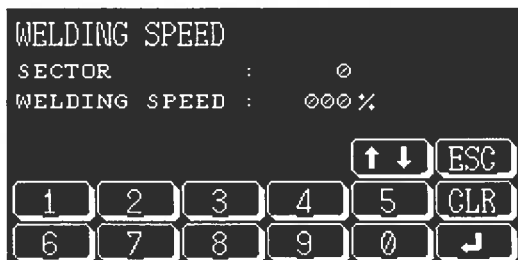 WELDING SPEED
SECTOR : 0
WELDING SPEED : 000%
↑ ↓ ESC
1 2 3 4 5 CLR
6 7 8 9 0 ↵